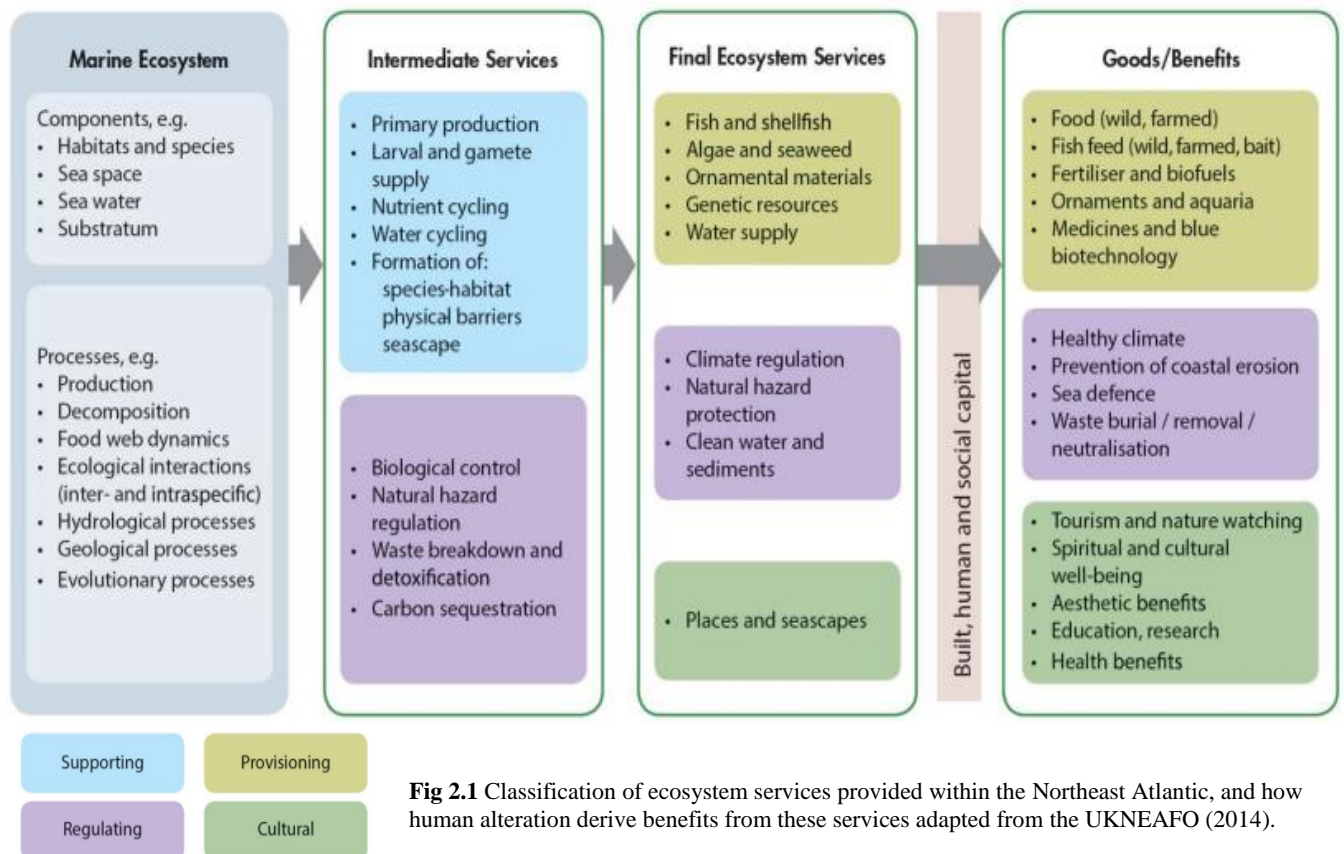 Marine Ecosystem
Components, e.g.
• Habitats and species
• Sea space
• Sea water
• Substratum
Processes, e.g.
• Production
• Decomposition
• Food web dynamics
• Ecological interactions
(inter- and intraspecific)
• Hydrological processes
• Geological processes
• Evolutionary processes
Intermediate Services
• Primary production
• Larval and gamete
supply
• Nutrient cycling
• Water cycling
• Formation of:
species-habitat
physical barriers
seascape
• Biological control
• Natural hazard
regulation
• Waste breakdown and
detoxification
• Carbon sequestration
Final Ecosystem Services
• Fish and shellfish
• Algae and seaweed
• Ornamental materials
• Genetic resources
• Water supply
• Climate regulation
• Natural hazard
protection
• Clean water and
sediments
• Places and seascapes
Built, human and social capital
Goods/Benefits
• Food (wild, farmed)
• Fish feed (wild, farmed, bait)
• Fertiliser and biofuels
• Ornaments and aquaria
• Medicines and blue
biotechnology
• Healthy climate
• Prevention of coastal erosion
• Sea defence
• Waste burial / removal /
neutralisation
• Tourism and nature watching
• Spiritual and cultural
well-being
• Aesthetic benefits
• Education, research
• Health benefits
Supporting
Provisioning
Regulating
Cultural
Fig 2.1 Classification of ecosystem services provided within the Northeast Atlantic, and how
human alteration derive benefits from these services adapted from the UKNEAFO (2014).